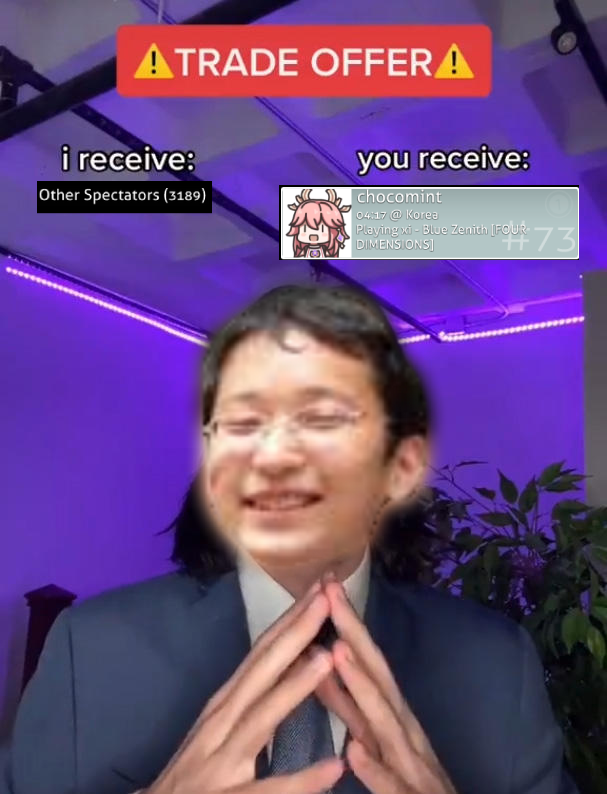 ⚠️TRADE OFFER⚠️
i receive:
you receive:
Other Spectators (3189)
chocomint
04:17 @ Korea
Playing xi - Blue Zenith [FOUR
DIMENSIONS]
#73